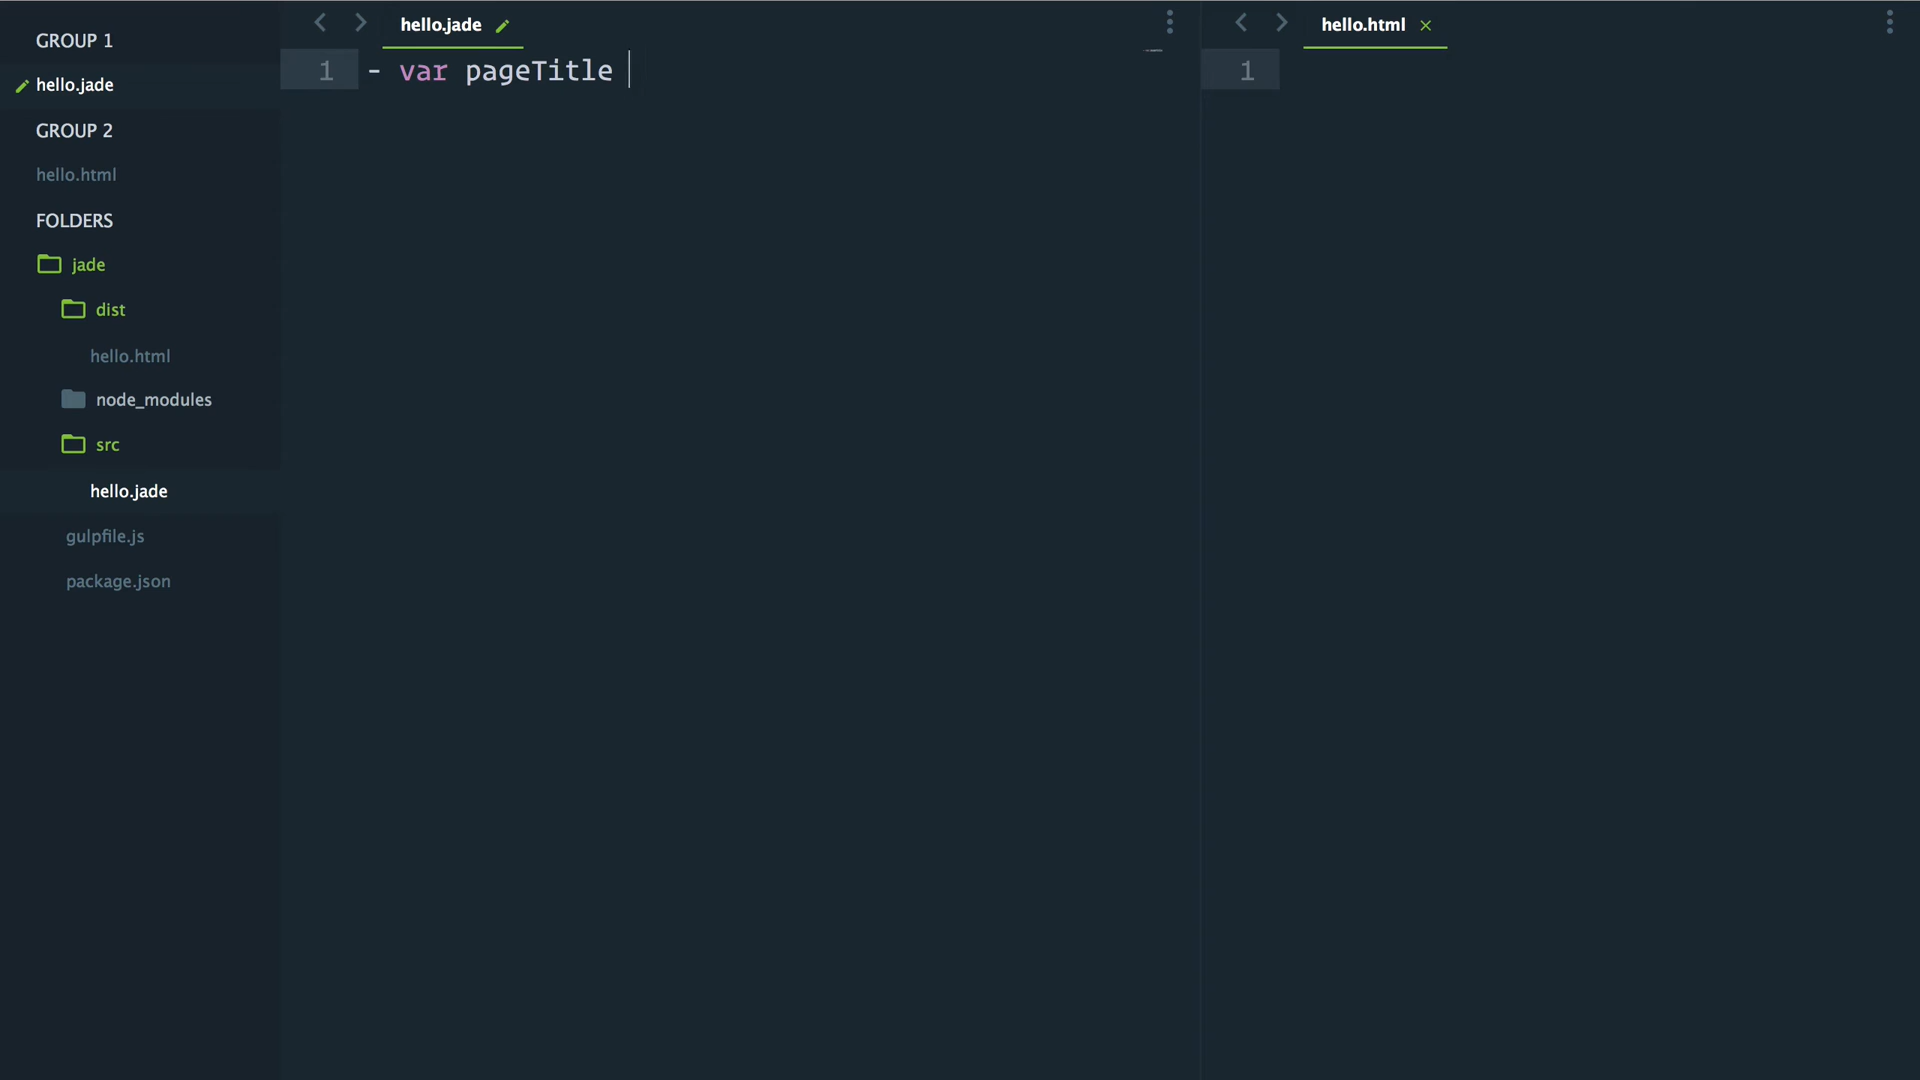 GROUP 1
hello.jade
GROUP 2
hello.html
FOLDERS
jade
dist
hello.html
node_modules
src
hello.jade
gulpfile.js
package.json
hello.jade
1 - var pageTitle
hello.html
1